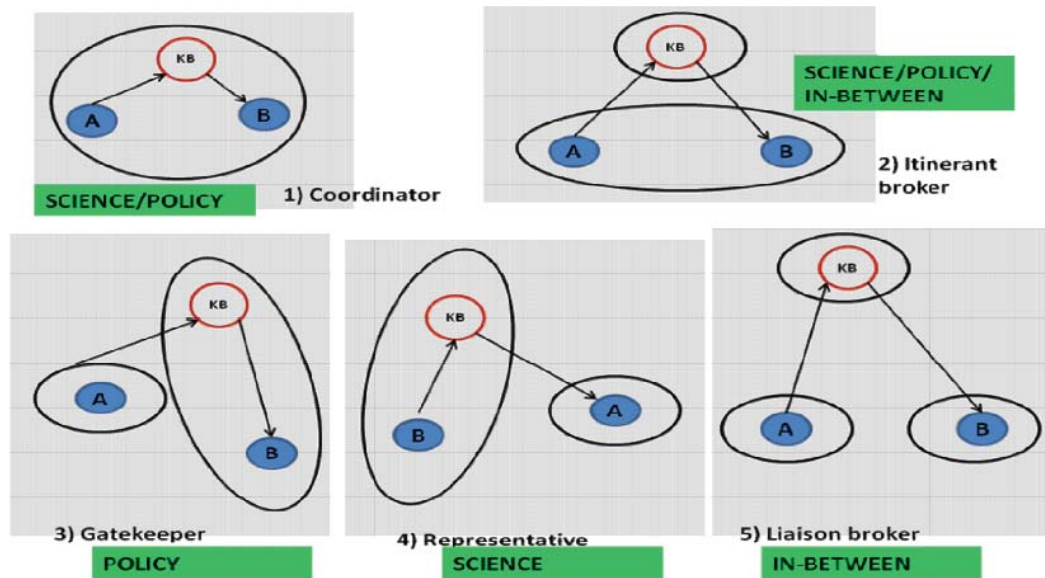 KB
A
B
SCIENCE/POLICY
1) Coordinator
KB
A
B
SCIENCE/POLICY/
IN-BETWEEN
2) Itinerant
broker
KB
A
B
3) Gatekeeper
POLICY
KB
B
A
4) Representative
SCIENCE
KB
A
B
5) Liaison broker
IN-BETWEEN